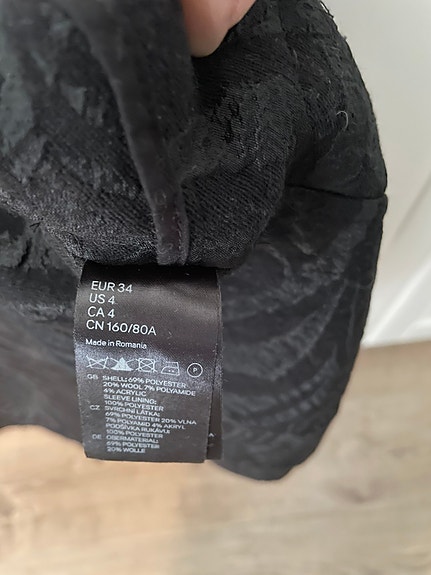 EUR 34
US 4
CA 4
CN 160/80A
Made in Romania
P
GB SHELL: 69% POLYESTER
20% WOOL 7% POLYAMIDE
4% ACRYLIC
SLEEVE LINING:
100% POLYESTER
CZ SVRCHNÍ LÁTKA:
69% POLYESTER 20% VLNA
7% POLYAMID 4% AKRYL
PODŠÍVKA RUKÁVU:
100% POLYESTER
DE OBERMATERIAL:
69% POLYESTER
20% WOLLE